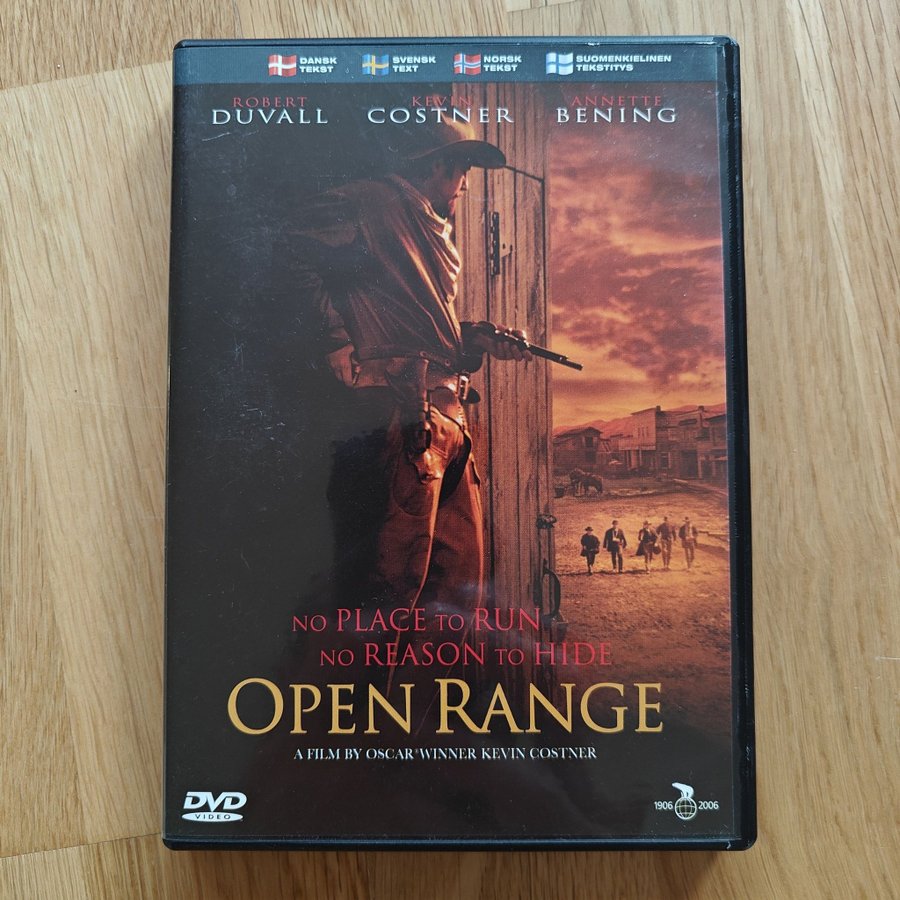 DANSK TEKST
SVENSK TEXT
NORSK TEKST
SUOMENKIELINEN TEKSTITYS
ROBERT DUVALL
KEVIN COSTNER
ANNETTE BENING
NO PLACE TO RUN
NO REASON TO HIDE
OPEN RANGE
A FILM BY OSCAR® WINNER KEVIN COSTNER
DVD
VIDEO
1906 2006